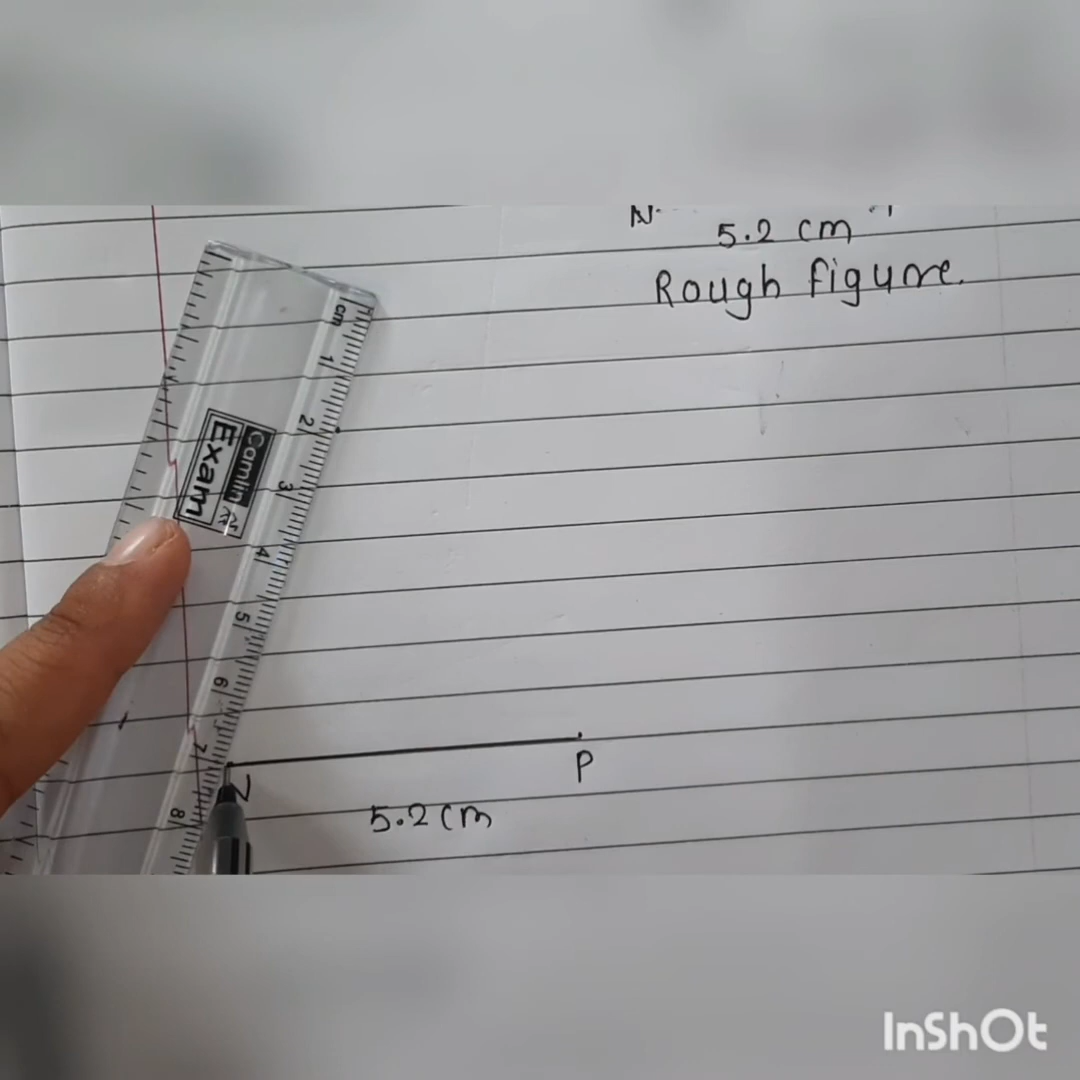 5.2 cm
Rough figure.
cm 1 2 3 4 5 6 7 8
Camlin
Exam
P
5.2 cm
InShOt